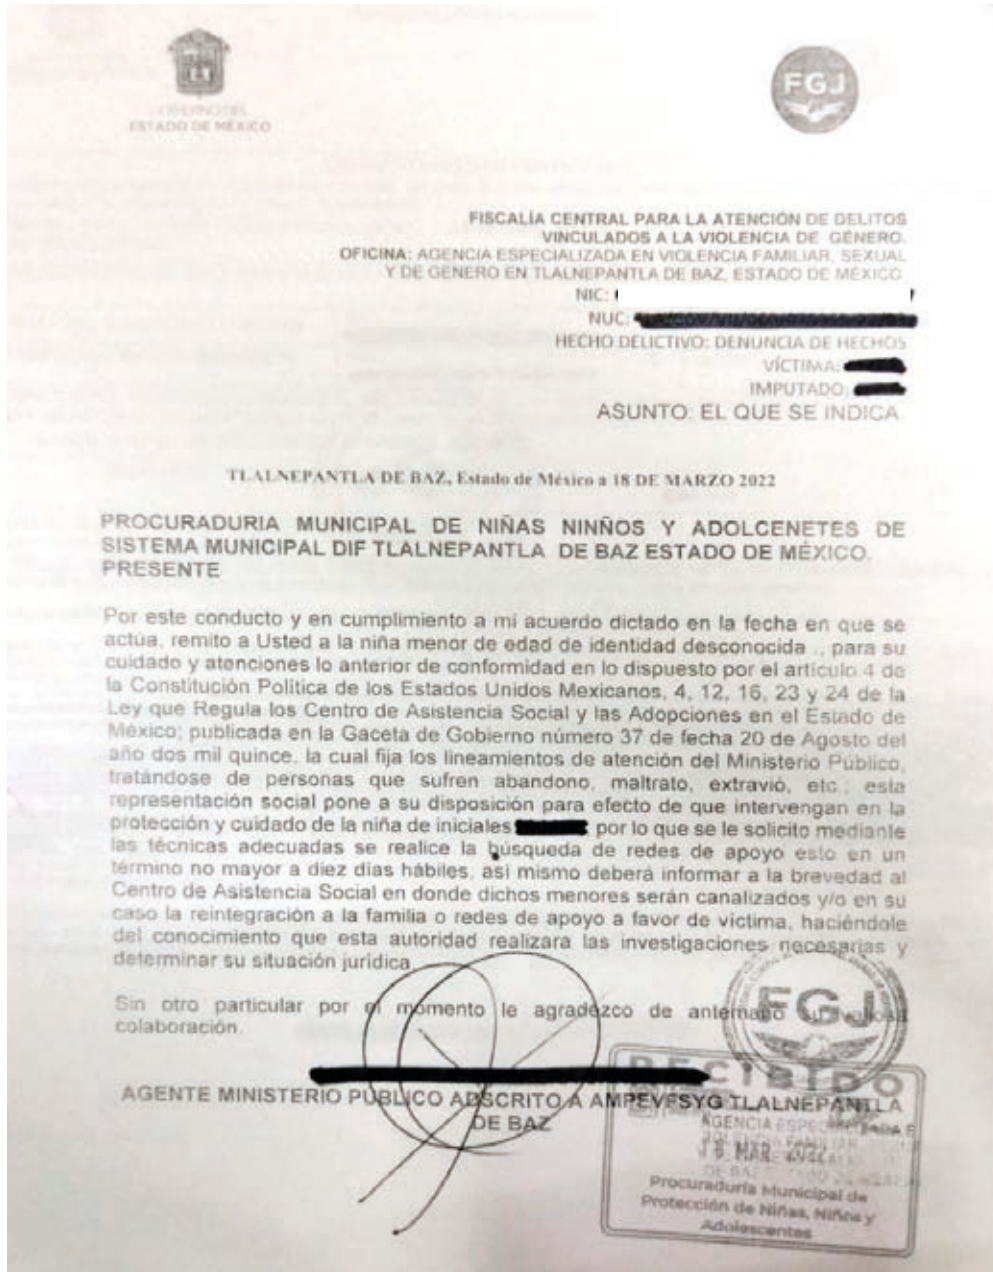 GOBIERNO DEL
ESTADO DE MÉXICO
FGJ
FISCALÍA CENTRAL PARA LA ATENCIÓN DE DELITOS
VINCULADOS A LA VIOLENCIA DE GÉNERO.
OFICINA: AGENCIA ESPECIALIZADA EN VIOLENCIA FAMILIAR, SEXUAL
Y DE GENERO EN TLALNEPANTLA DE BAZ, ESTADO DE MÉXICO.
NIC:
NUC:
HECHO DELICTIVO: DENUNCIA DE HECHOS
VÍCTIMA:
IMPUTADO:
ASUNTO: EL QUE SE INDICA.
TLALNEPANTLA DE BAZ, Estado de México a 18 DE MARZO 2022
PROCURADURIA MUNICIPAL DE NIÑAS NINÑOS Y ADOLCENETES DE
SISTEMA MUNICIPAL DIF TLALNEPANTLA DE BAZ ESTADO DE MÉXICO.
PRESENTE
Por este conducto y en cumplimiento a mi acuerdo dictado en la fecha en que se
actúa, remito a Usted a la niña menor de edad de identidad desconocida ., para su
cuidado y atenciones lo anterior de conformidad en lo dispuesto por el artículo 4 de
la Constitución Política de los Estados Unidos Mexicanos, 4, 12, 16, 23 y 24 de la
Ley que Regula los Centro de Asistencia Social y las Adopciones en el Estado de
México; publicada en la Gaceta de Gobierno número 37 de fecha 20 de Agosto del
año dos mil quince, la cual fija los lineamientos de atención del Ministerio Público,
tratándose de personas que sufren abandono, maltrato, extravió, etc.; esta
representación social pone a su disposición para efecto de que intervengan en la
protección y cuidado de la niña de iniciales por lo que se le solicito mediante
las técnicas adecuadas se realice la búsqueda de redes de apoyo esto en un
término no mayor a diez días hábiles, así mismo deberá informar a la brevedad al
Centro de Asistencia Social en donde dichos menores serán canalizados y/o en su
caso la reintegración a la familia o redes de apoyo a favor de victima, haciéndole
del conocimiento que esta autoridad realizara las investigaciones necesarias y
determinar su situación jurídica
Sin otro particular por el momento le agradezco de antemano su valiosa
colaboración.
FGJ
AGENTE MINISTERIO PÚBLICO ADSCRITO A AMPEVFSYG TLALNEPANTLA
DE BAZ
RECIBIDO
AGENCIA ESPECIALIZADA E
18 MAR. 2022
Procuraduría Municipal de
Protección de Niñas, Niños y
Adolescentes